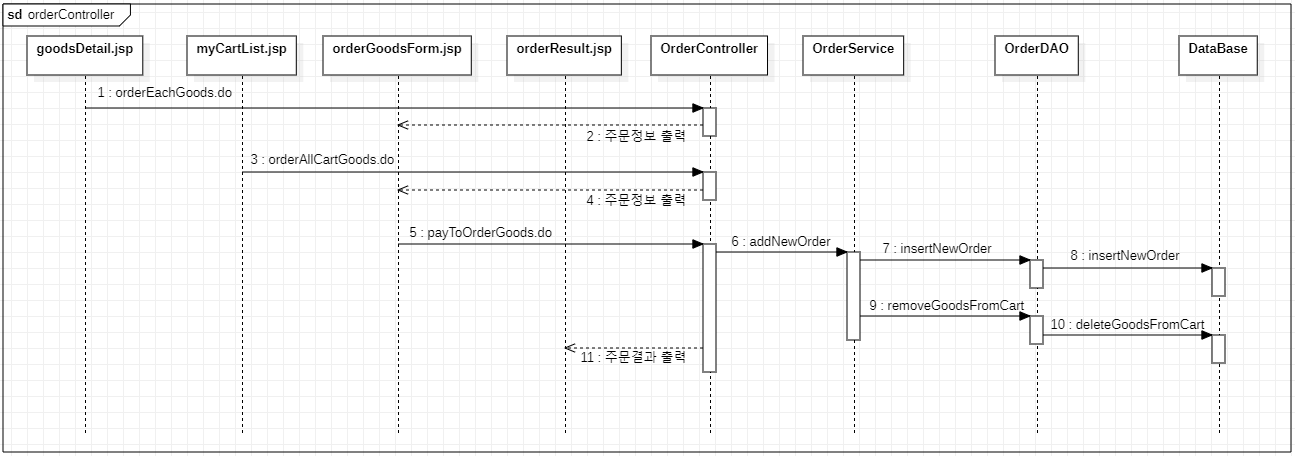 sd orderController
goodsDetail.jsp
myCartList.jsp
orderGoodsForm.jsp
orderResult.jsp
OrderController
OrderService
OrderDAO
DataBase
1 : orderEachGoods.do
2 : 주문정보 출력
3 : orderAllCartGoods.do
4 : 주문정보 출력
5 : payToOrderGoods.do
6 : addNewOrder
7 : insertNewOrder
8 : insertNewOrder
9 : removeGoodsFromCart
10 : deleteGoodsFromCart
11 : 주문결과 출력